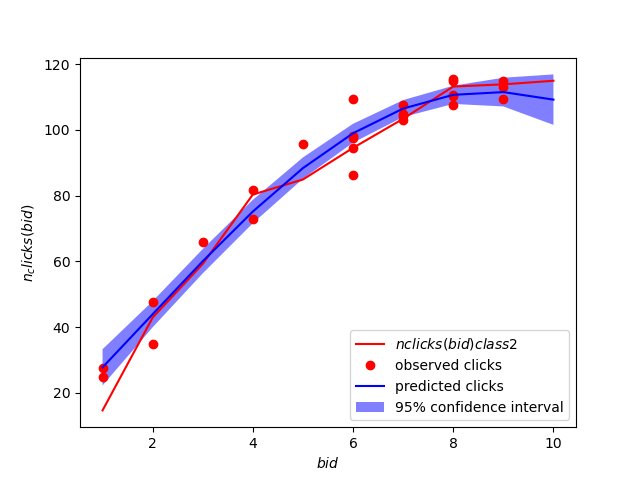 120
100
80
60
40
20
n_clicks(bid)
2
4
6
8
10
bid
nclicks(bid)class2
observed clicks
predicted clicks
95% confidence interval